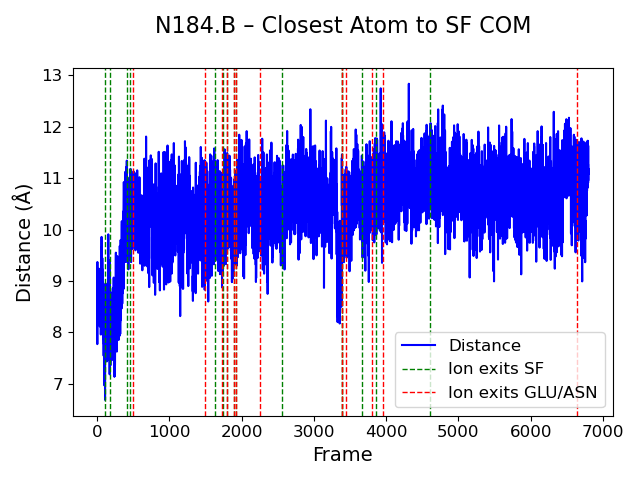 N184.B – Closest Atom to SF COM
13
12
11
10
9
8
7
Distance (Å)
Distance
Ion exits SF
Ion exits GLU/ASN
0 1000 2000 3000 4000 5000 6000 7000
Frame